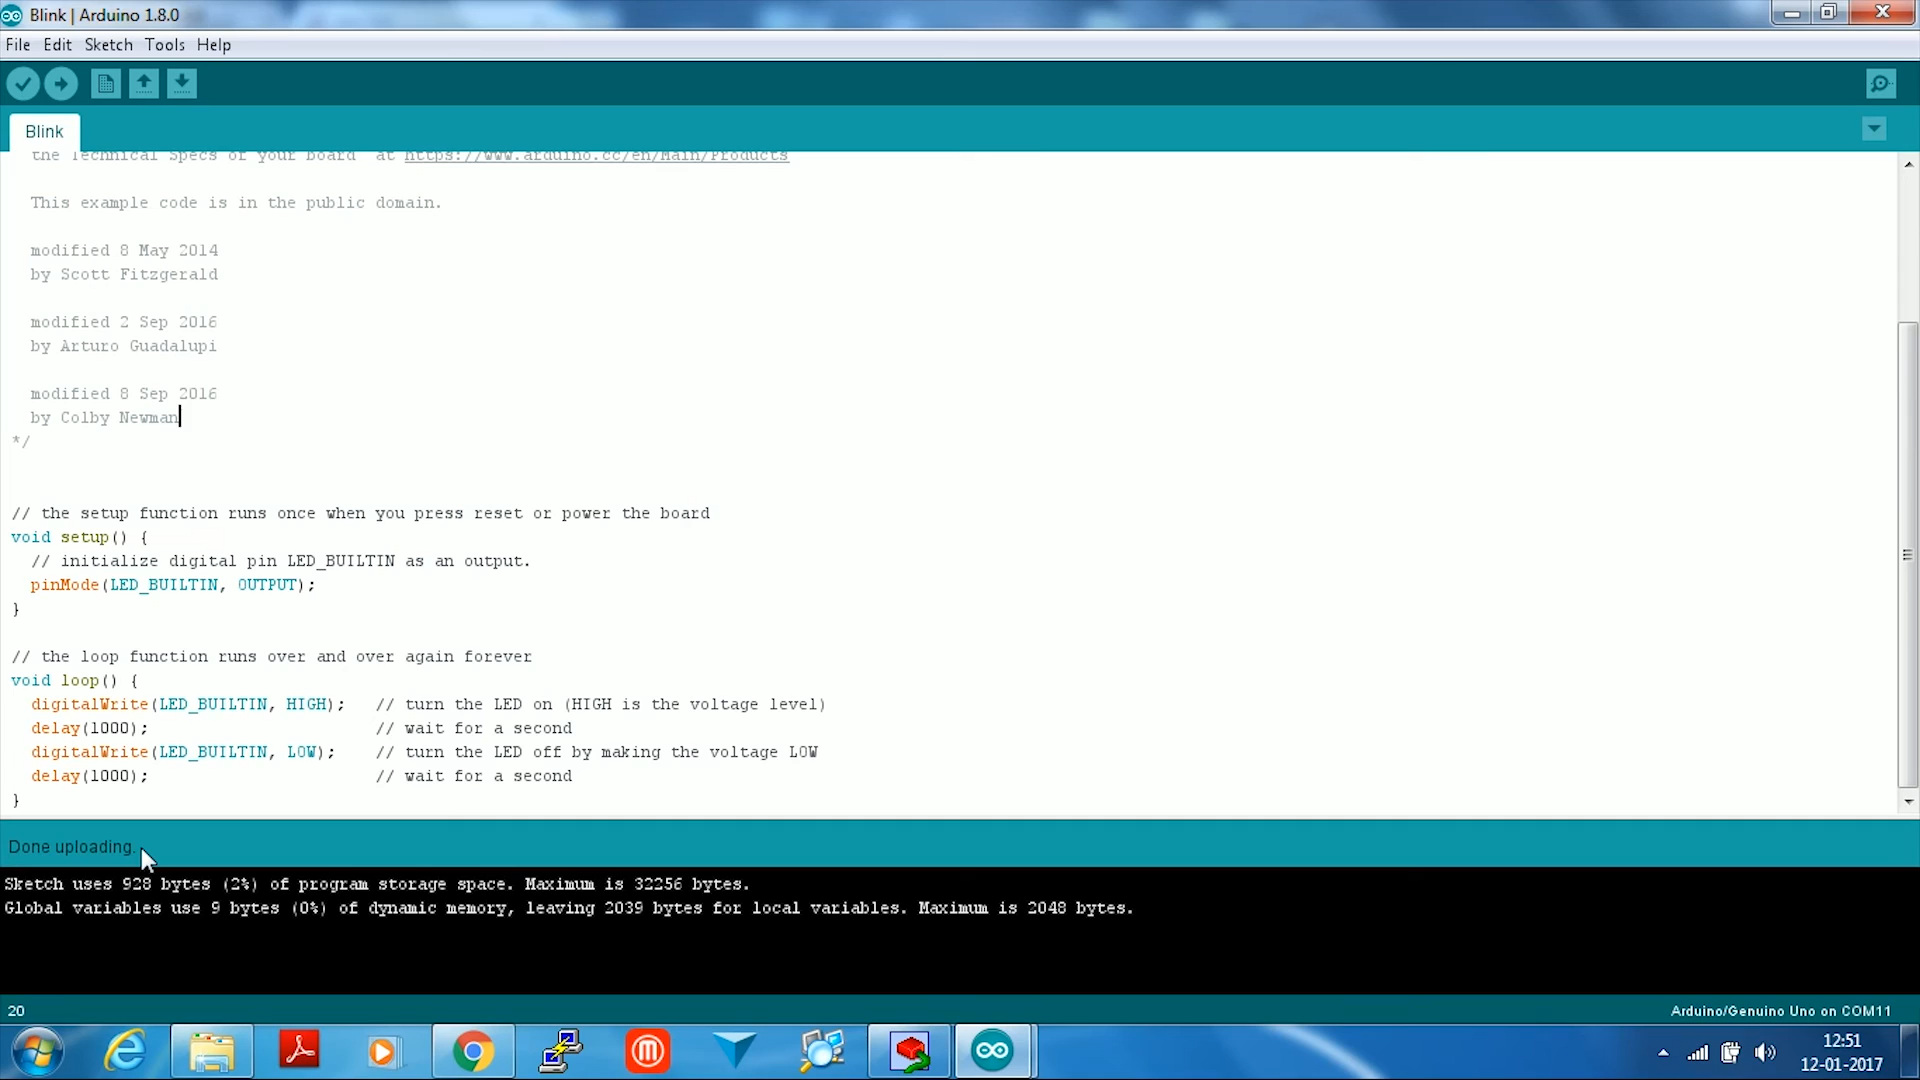 Blink | Arduino 1.8.0
File Edit Sketch Tools Help
Blink
the Technical Specs of your board  at https://www.arduino.cc/en/Main/Products
This example code is in the public domain.
modified 8 May 2014
by Scott Fitzgerald
modified 2 Sep 2016
by Arturo Guadalupi
modified 8 Sep 2016
by Colby Newman
*/
// the setup function runs once when you press reset or power the board
void setup() {
  // initialize digital pin LED_BUILTIN as an output.
  pinMode(LED_BUILTIN, OUTPUT);
}
// the loop function runs over and over again forever
void loop() {
  digitalWrite(LED_BUILTIN, HIGH);   // turn the LED on (HIGH is the voltage level)
  delay(1000);                       // wait for a second
  digitalWrite(LED_BUILTIN, LOW);    // turn the LED off by making the voltage LOW
  delay(1000);                       // wait for a second
}
Done uploading.
Sketch uses 928 bytes (2%) of program storage space. Maximum is 32256 bytes.
Global variables use 9 bytes (0%) of dynamic memory, leaving 2039 bytes for local variables. Maximum is 2048 bytes.
20
Arduino/Genuino Uno on COM11
12:51
12-01-2017